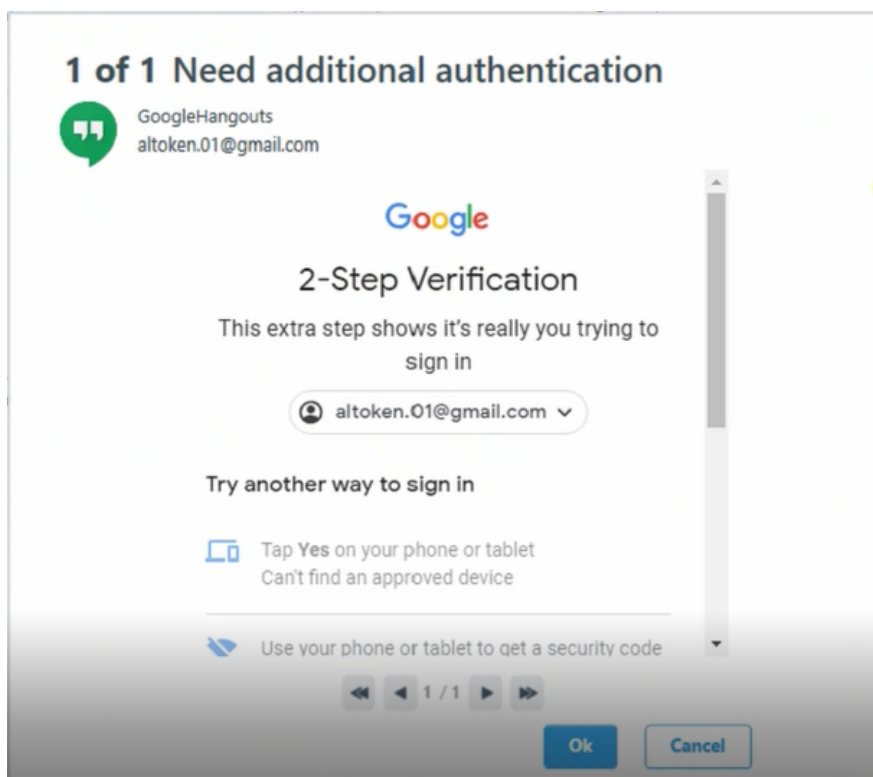 1 of 1 Need additional authentication
GoogleHangouts
altoken.01@gmail.com
Google
2-Step Verification
This extra step shows it's really you trying to
sign in
altoken.01@gmail.com
Try another way to sign in
Tap Yes on your phone or tablet
Can't find an approved device
Use your phone or tablet to get a security code
1 / 1
Ok
Cancel